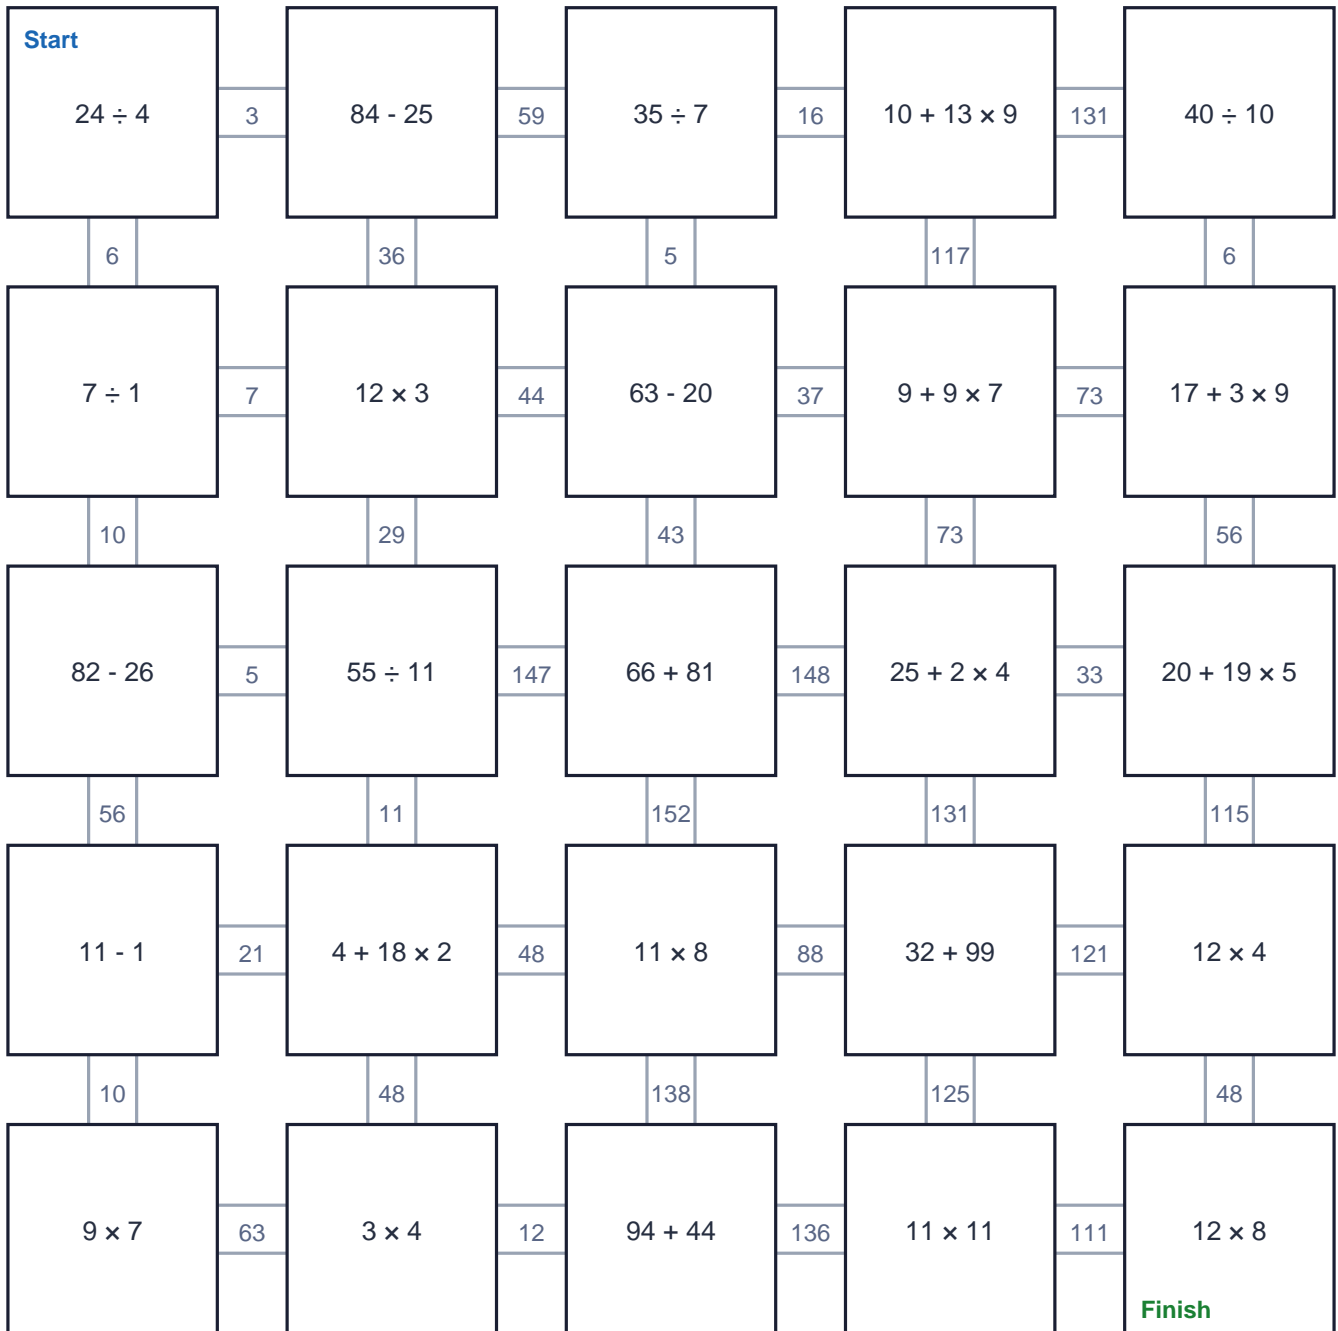 Start
24 ÷ 4 3 84 - 25 59 35 ÷ 7 16 10 + 13 × 9 131 40 ÷ 10
6 36 5 117 6
7 ÷ 1 7 12 × 3 44 63 - 20 37 9 + 9 × 7 73 17 + 3 × 9
10 29 43 73 56
82 - 26 5 55 ÷ 11 147 66 + 81 148 25 + 2 × 4 33 20 + 19 × 5
56 11 152 131 115
11 - 1 21 4 + 18 × 2 48 11 × 8 88 32 + 99 121 12 × 4
10 48 138 125 48
9 × 7 63 3 × 4 12 94 + 44 136 11 × 11 111 12 × 8
Finish